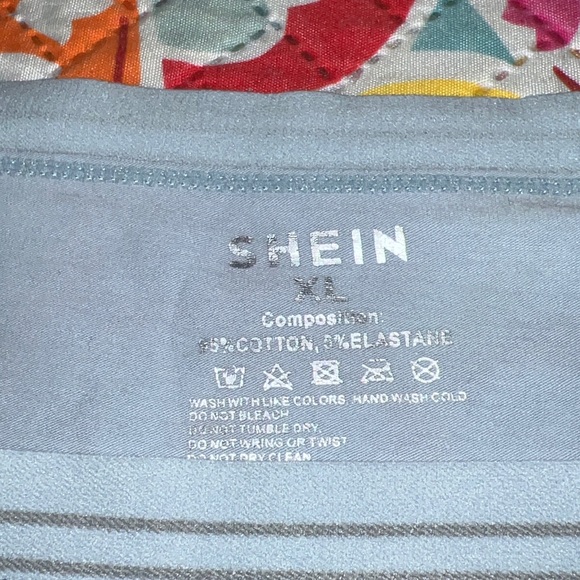 SHEIN
XL
Composition:
95%COTTON, 5%ELASTANE
WASH WITH LIKE COLORS, HAND WASH COLD
DO NOT BLEACH
DO NOT TUMBLE DRY,
DO NOT WRING OR TWIST
DO NOT DRY CLEAN